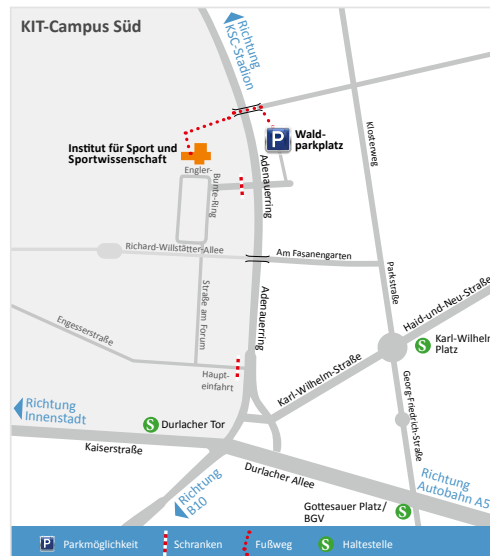 KIT-Campus Süd
Richtung
KSC-Stadion
Institut für Sport und
Sportwissenschaft
P
Wald-
parkplatz
Klosterweg
Engler-
Bunte-Ring
Adenauerring
Richard-Willstätter-Allee
Am Fasanengarten
Parkstraße
Straße am Forum
Adenauerring
Engesserstraße
Haid-und-Neu-Straße
S
Karl-Wilhelm
Platz
Haupt-
einfahrt
Karl-Wilhelm-Straße
Georg-Friedrich-Straße
Richtung
Innenstadt
S
Durlacher Tor
Kaiserstraße
Durlacher Allee
Richtung
B10
Richtung
Autobahn A5
Gottesauer Platz/
BGV
S
P
Parkmöglichkeit
Schranken
Fußweg
S
Haltestelle